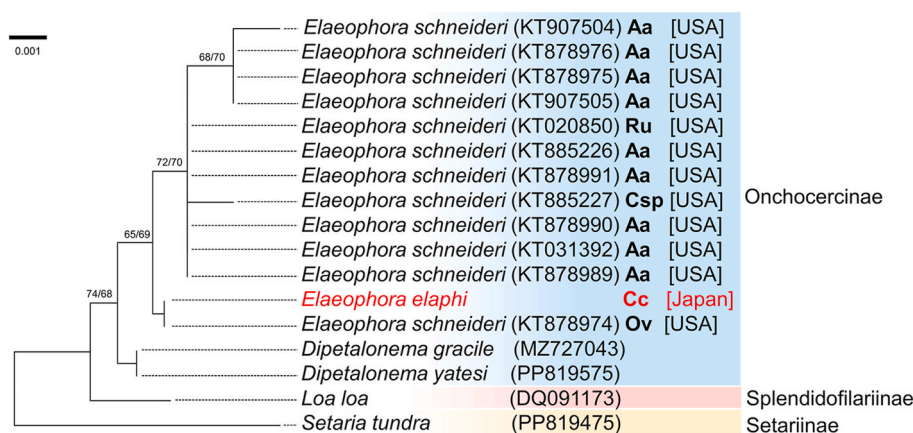 0.001
68/70
72/70
65/69
74/68
Elaeophora schneideri (KT907504) Aa [USA]
Elaeophora schneideri (KT878976) Aa [USA]
Elaeophora schneideri (KT878975) Aa [USA]
Elaeophora schneideri (KT907505) Aa [USA]
Elaeophora schneideri (KT020850) Ru [USA]
Elaeophora schneideri (KT885226) Aa [USA]
Elaeophora schneideri (KT878991) Aa [USA]
Elaeophora schneideri (KT885227) Csp [USA]
Elaeophora schneideri (KT878990) Aa [USA]
Elaeophora schneideri (KT031392) Aa [USA]
Elaeophora schneideri (KT878989) Aa [USA]
Elaeophora elaphi Cc [Japan]
Elaeophora schneideri (KT878974) Ov [USA]
Dipetalonema gracile (MZ727043)
Dipetalonema yatesi (PP819575)
Onchocercinae
Loa loa (DQ091173) Splendidofilariinae
Setaria tundra (PP819475) Setariinae